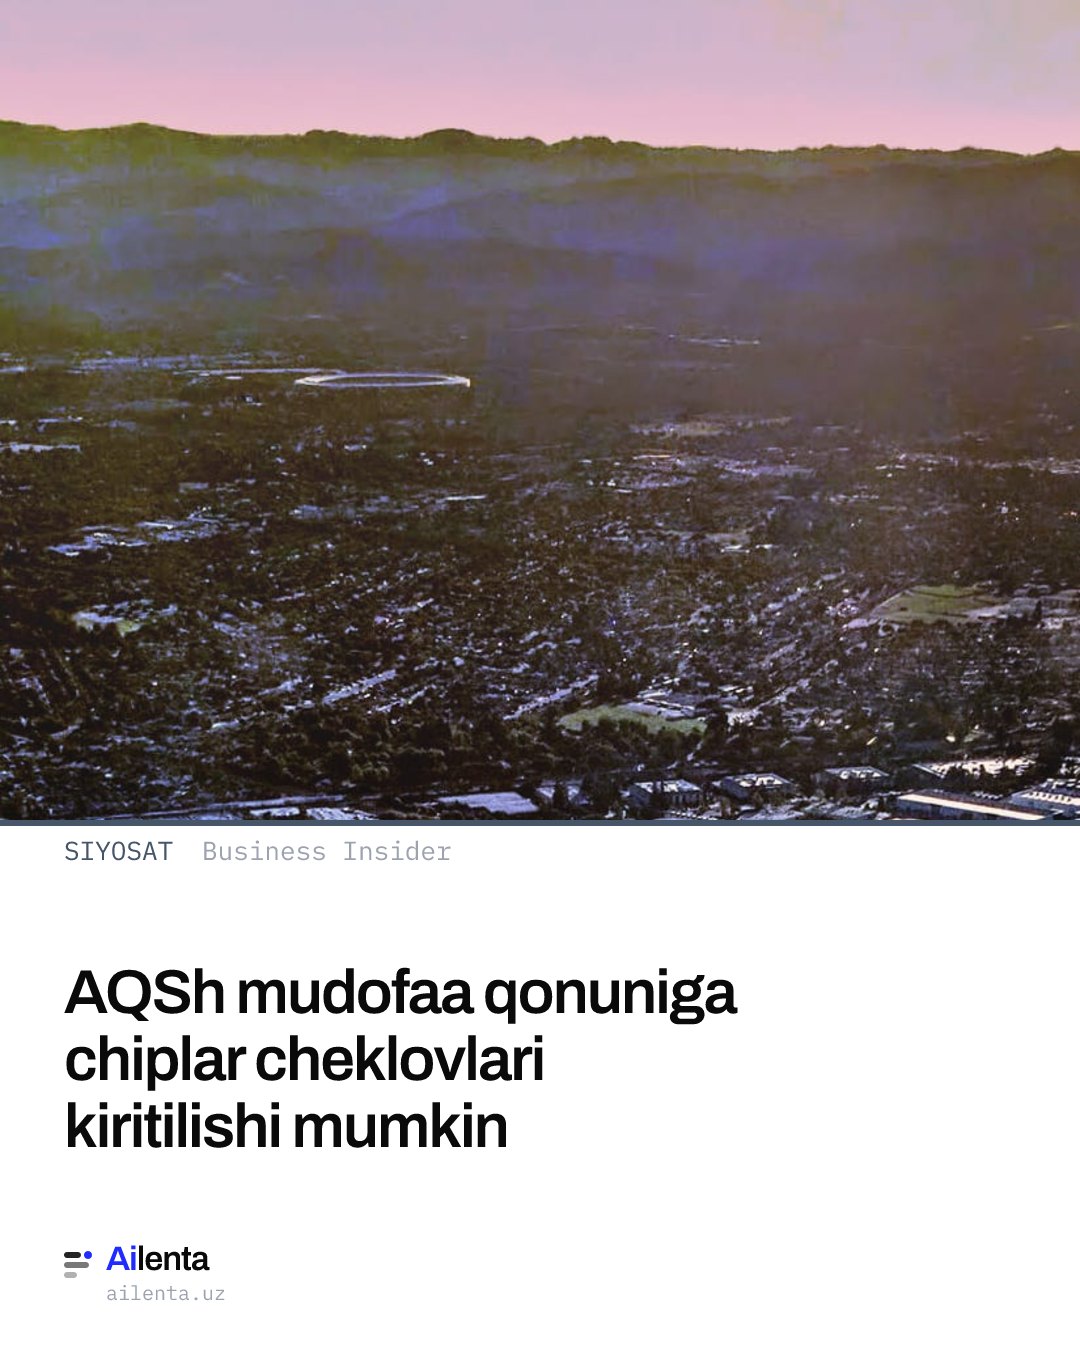 SIYOSAT Business Insider
AQSh mudofaa qonuniga
chiplar cheklovlari
kiritilishi mumkin
Ailenta
ailenta.uz